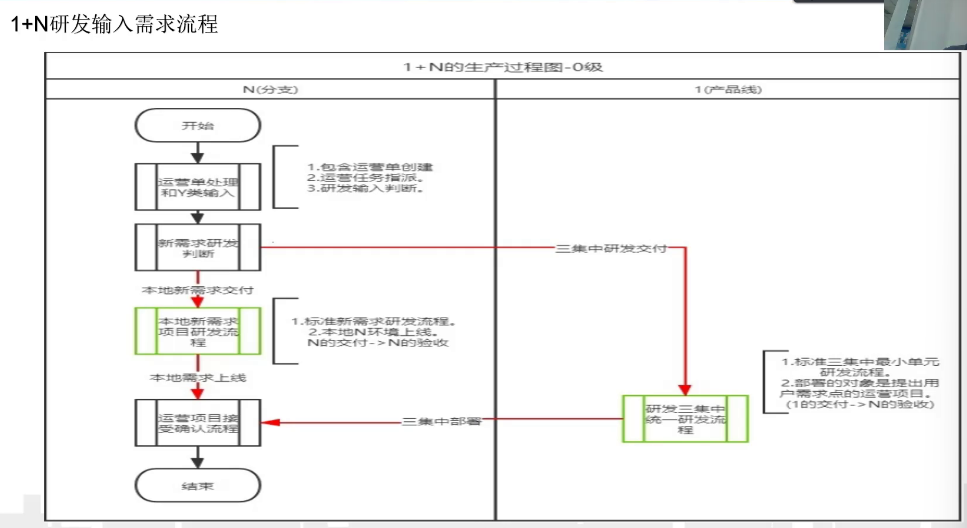 1+N研发输入需求流程
1+N的生产过程图-0级
N(分支)
1(产品线)
开始
运营单处理
和Y类输入
1.包含运营单创建
2.运营任务指派。
3.研发输入判断。
新需求研发
判断
三集中研发交付
本地新需求交付
本地新需求
项目研发流
程
1.标准新需求研发流程。
2.本地N环境上线。
N的交付->N的验收
本地需求上线
运营项目接
受确认流程
三集中部署
研发三集中
统一研发流
程
1.标准三集中最小单元
研发流程。
2.部署的对象是提出用
户需求点的运营项目。
(1的交付->N的验收)
结束